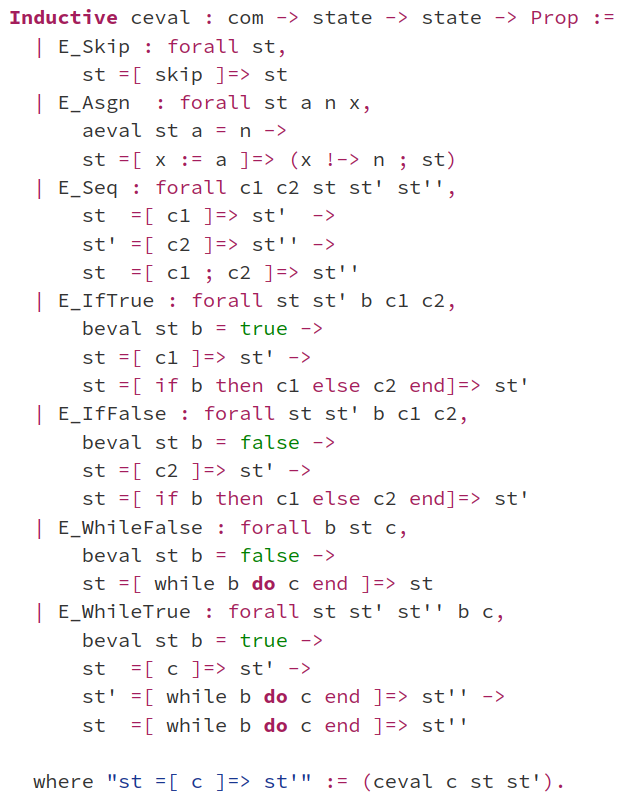 Inductive ceval : com -> state -> state -> Prop :=
  | E_Skip : forall st,
      st =[ skip ]=> st
  | E_Asgn  : forall st a n x,
      aeval st a = n ->
      st =[ x := a ]=> (x !-> n ; st)
  | E_Seq : forall c1 c2 st st' st'',
      st  =[ c1 ]=> st'  ->
      st' =[ c2 ]=> st'' ->
      st  =[ c1 ; c2 ]=> st''
  | E_IfTrue : forall st st' b c1 c2,
      beval st b = true ->
      st =[ c1 ]=> st' ->
      st =[ if b then c1 else c2 end]=> st'
  | E_IfFalse : forall st st' b c1 c2,
      beval st b = false ->
      st =[ c2 ]=> st' ->
      st =[ if b then c1 else c2 end]=> st'
  | E_WhileFalse : forall b st c,
      beval st b = false ->
      st =[ while b do c end ]=> st
  | E_WhileTrue : forall st st' st'' b c,
      beval st b = true ->
      st  =[ c ]=> st' ->
      st' =[ while b do c end ]=> st'' ->
      st  =[ while b do c end ]=> st''

  where "st =[ c ]=> st'" := (ceval c st st').